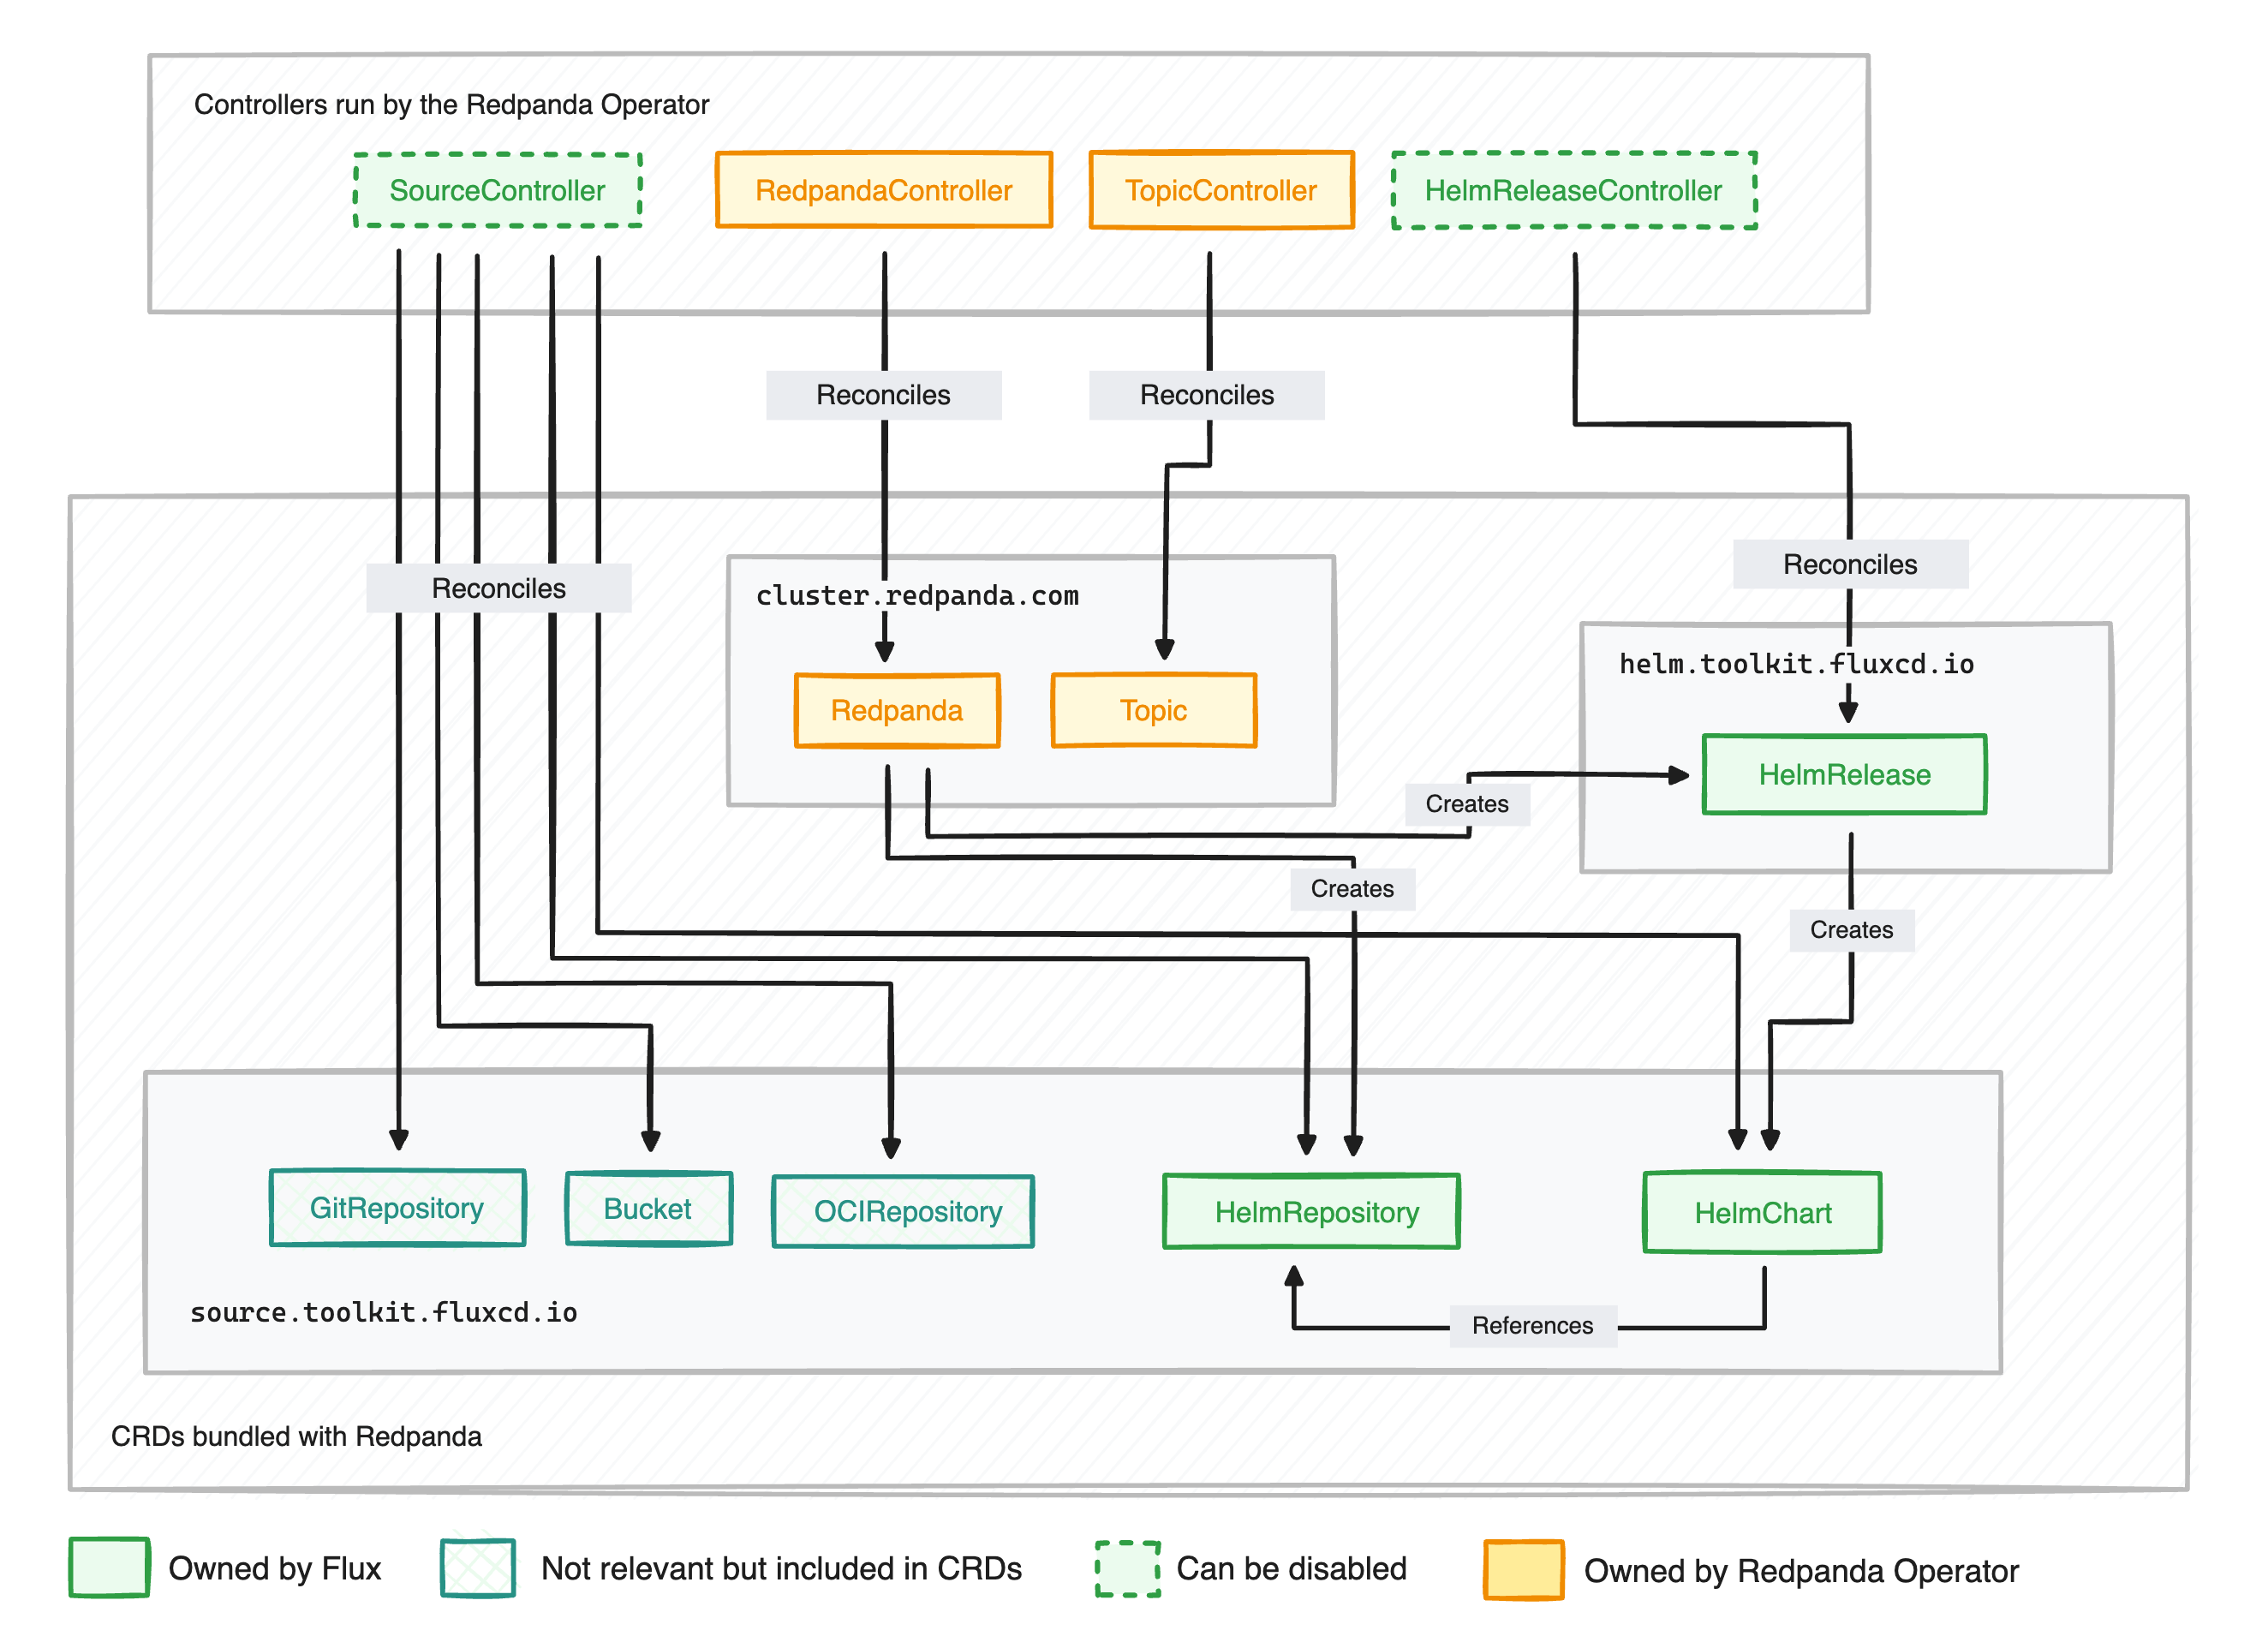 Controllers run by the Redpanda Operator
SourceController
RedpandaController
TopicController
HelmReleaseController
Reconciles
Reconciles
Reconciles
Reconciles
cluster.redpanda.com
Redpanda
Topic
helm.toolkit.fluxcd.io
HelmRelease
Creates
Creates
Creates
GitRepository
Bucket
OCIRepository
HelmRepository
HelmChart
source.toolkit.fluxcd.io
References
CRDs bundled with Redpanda
Owned by Flux
Not relevant but included in CRDs
Can be disabled
Owned by Redpanda Operator